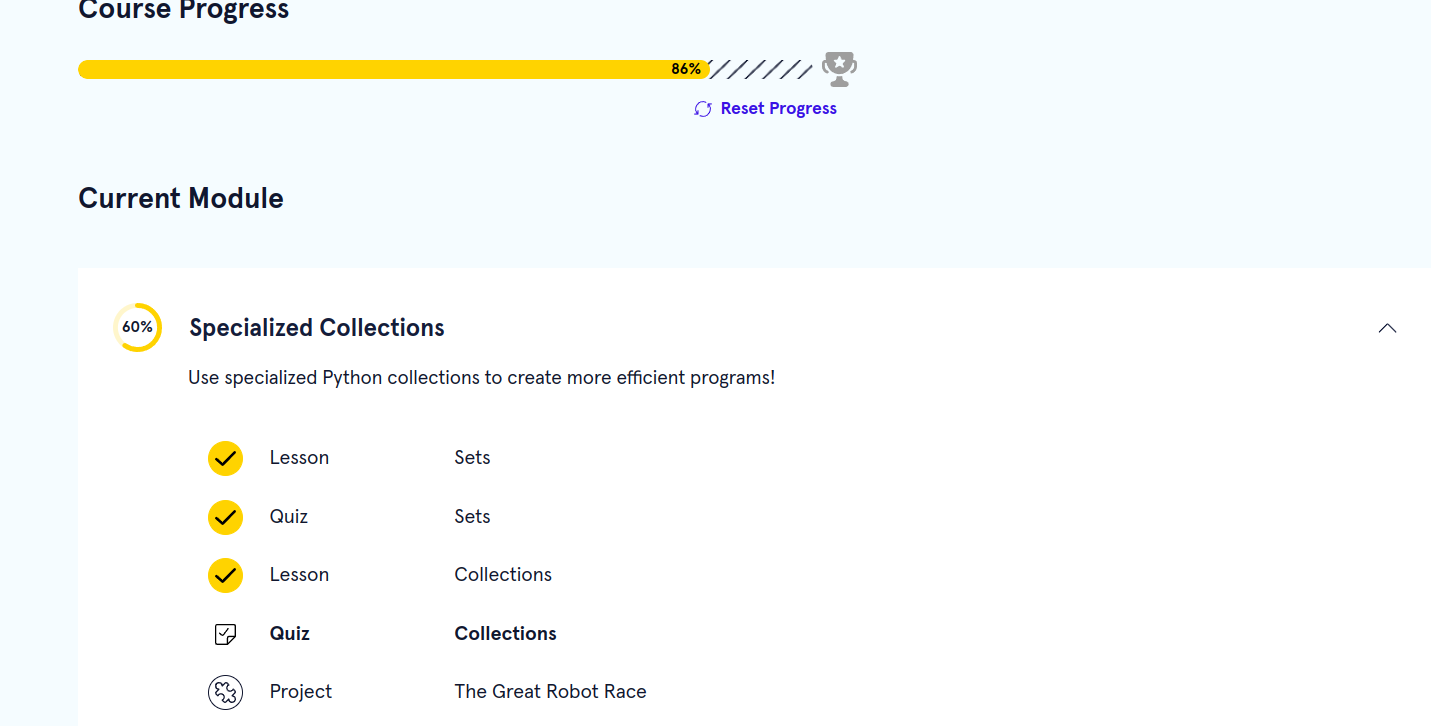 Course Progress
86%
Reset Progress
Current Module
60%
Specialized Collections
Use specialized Python collections to create more efficient programs!
Lesson Sets
Quiz Sets
Lesson Collections
Quiz Collections
Project The Great Robot Race